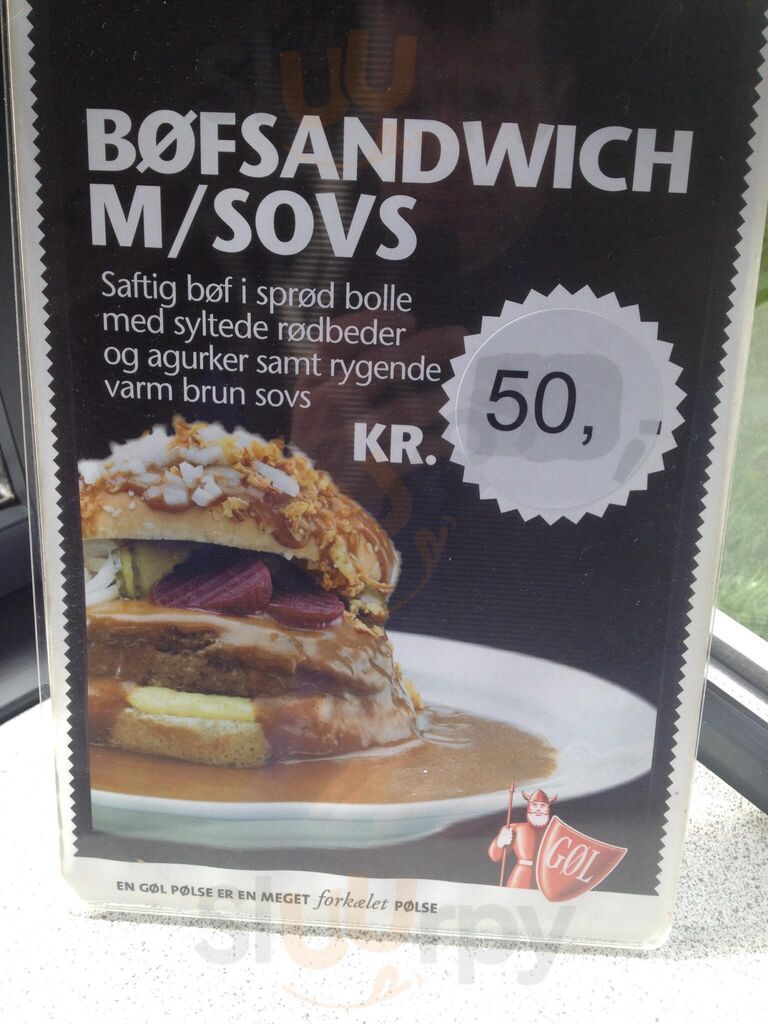 BØFSANDWICH
M/SOVS
Saftig bøf i sprød bolle
med syltede rødbeder
og agurker samt rygende
varm brun sovs
KR.
50,-
GØL
EN GØL PØLSE ER EN MEGET forkælet PØLSE
sluurpy